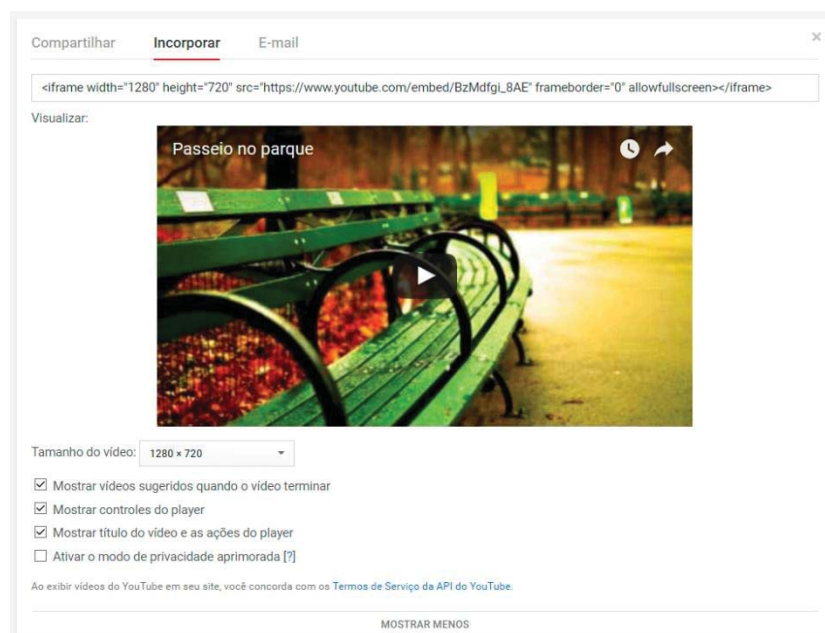 Compartilhar Incorporar E-mail ×
<iframe width="1280" height="720" src="https://www.youtube.com/embed/BzMdfgi_8AE" frameborder="0" allowfullscreen></iframe>
Visualizar:
Passeio no parque
Tamanho do vídeo: 1280 × 720
Mostrar vídeos sugeridos quando o vídeo terminar
Mostrar controles do player
Mostrar título do vídeo e as ações do player
Ativar o modo de privacidade aprimorada [?]
Ao exibir vídeos do YouTube em seu site, você concorda com os Termos de Serviço da API do YouTube.
MOSTRAR MENOS